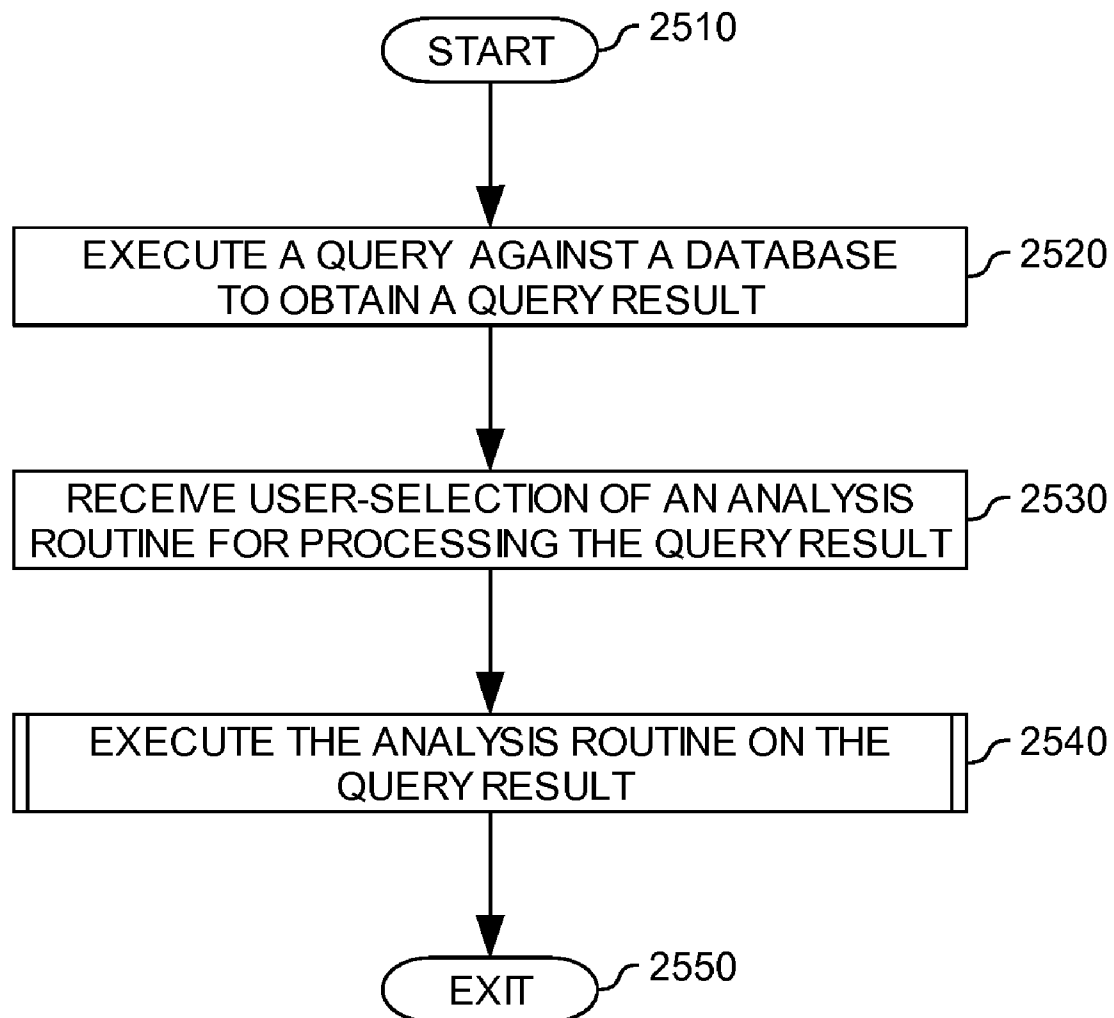 START
2510
EXECUTE A QUERY AGAINST A DATABASE
TO OBTAIN A QUERY RESULT
2520
RECEIVE USER-SELECTION OF AN ANALYSIS
ROUTINE FOR PROCESSING THE QUERY RESULT
2530
EXECUTE THE ANALYSIS ROUTINE ON THE
QUERY RESULT
2540
EXIT
2550